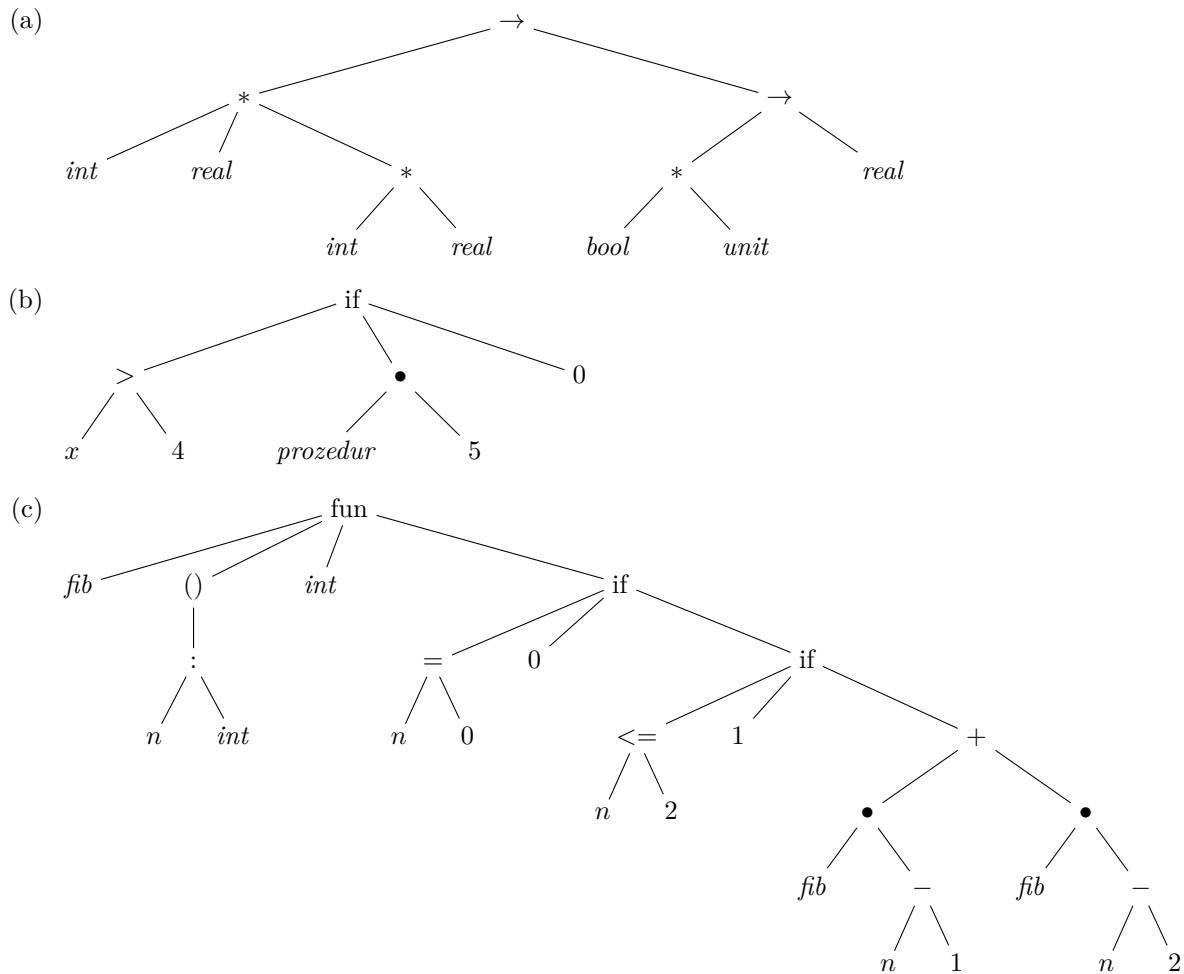 (a) →
* →
int real * * real
int real bool unit
(b) if
> • 0
x 4 prozedur 5
(c) fun
fib () int if
: = 0 if
n int n 0 <= 1 +
n 2 • •
fib − fib −
n 1 n 2